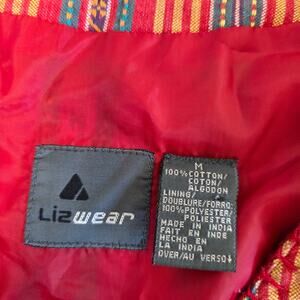 Lizwear
M
100%COTTON/
COTON/
ALGODON
LINING/
DOUBLURE/FORRO:
100%POLYESTER/
POLIESTER
MADE IN INDIA
FAIT EN INDE
HECHO EN
LA INDIA
OVER/AU VERSO↓